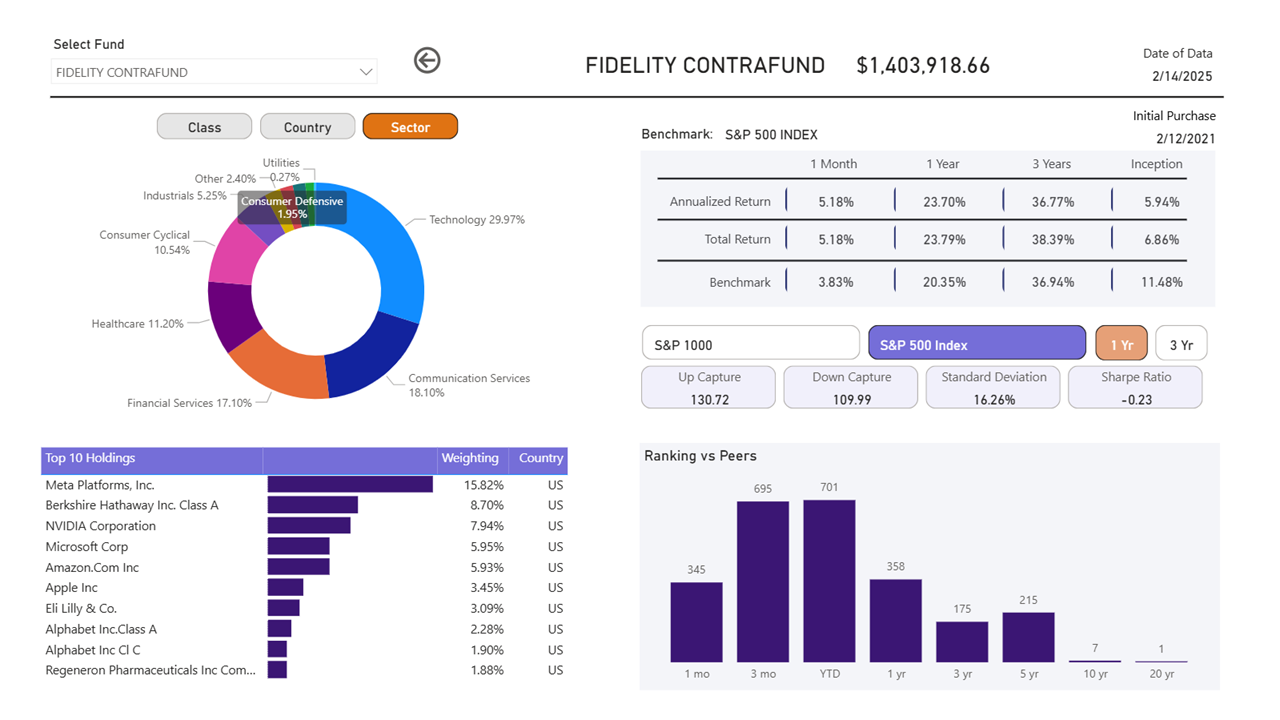 Select Fund
FIDELITY CONTRAFUND
FIDELITY CONTRAFUND $1,403,918.66
Date of Data
2/14/2025
Class Country Sector
Initial Purchase
2/12/2021
Benchmark: S&P 500 INDEX
1 Month 1 Year 3 Years Inception
Annualized Return 5.18% 23.70% 36.77% 5.94%
Total Return 5.18% 23.79% 38.39% 6.86%
Benchmark 3.83% 20.35% 36.94% 11.48%
Utilities
0.27%
Other 2.40%
Industrials 5.25%
Consumer Defensive
1.95%
Technology 29.97%
Consumer Cyclical
10.54%
Healthcare 11.20%
Communication Services
18.10%
Financial Services 17.10%
S&P 1000 S&P 500 Index 1 Yr 3 Yr
Up Capture Down Capture Standard Deviation Sharpe Ratio
130.72 109.99 16.26% -0.23
Top 10 Holdings Weighting Country
Meta Platforms, Inc. 15.82% US
Berkshire Hathaway Inc. Class A 8.70% US
NVIDIA Corporation 7.94% US
Microsoft Corp 5.95% US
Amazon.Com Inc 5.93% US
Apple Inc 3.45% US
Eli Lilly & Co. 3.09% US
Alphabet Inc.Class A 2.28% US
Alphabet Inc Cl C 1.90% US
Regeneron Pharmaceuticals Inc Com... 1.88% US
Ranking vs Peers
345 695 701 358 175 215 7 1
1 mo 3 mo YTD 1 yr 3 yr 5 yr 10 yr 20 yr